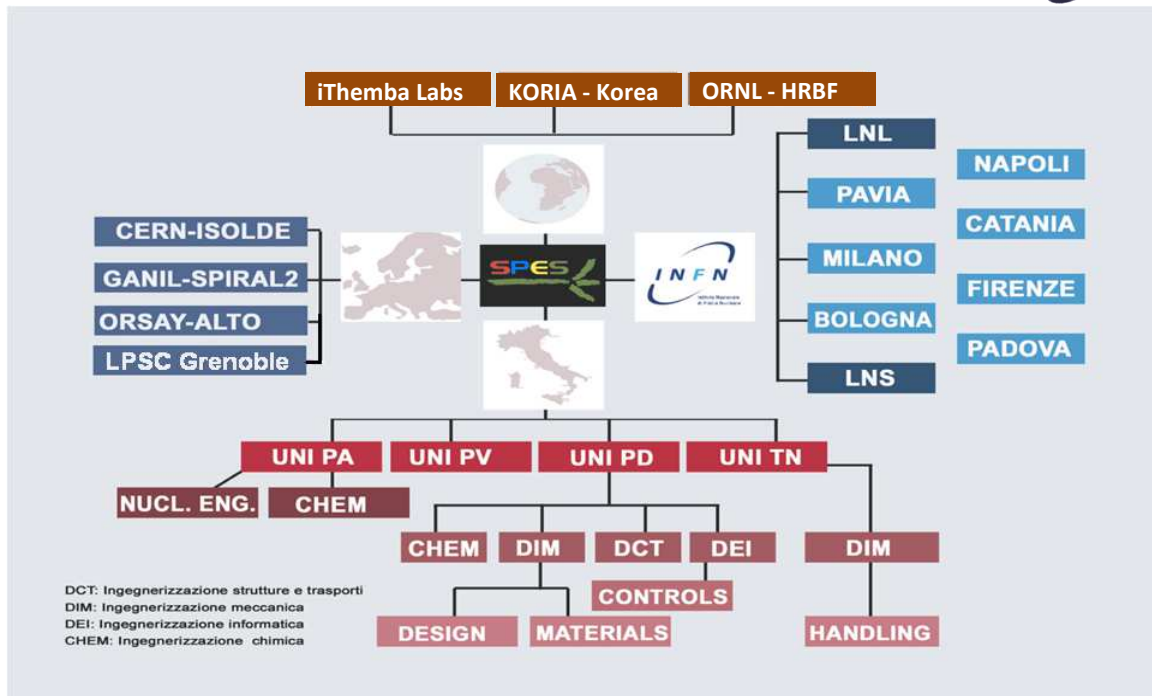 iThemba Labs
KORIA - Korea
ORNL - HRBF
LNL
NAPOLI
PAVIA
CATANIA
CERN-ISOLDE
MILANO
GANIL-SPIRAL2
SPES
INFN
FIRENZE
ORSAY-ALTO
BOLOGNA
PADOVA
LPSC Grenoble
LNS
UNI PA
UNI PV
UNI PD
UNI TN
NUCL. ENG.
CHEM
CHEM
DIM
DCT
DEI
DIM
CONTROLS
DESIGN
MATERIALS
HANDLING
DCT: Ingegnerizzazione strutture e trasporti
DIM: Ingegnerizzazione meccanica
DEI: Ingegnerizzazione informatica
CHEM: Ingegnerizzazione chimica